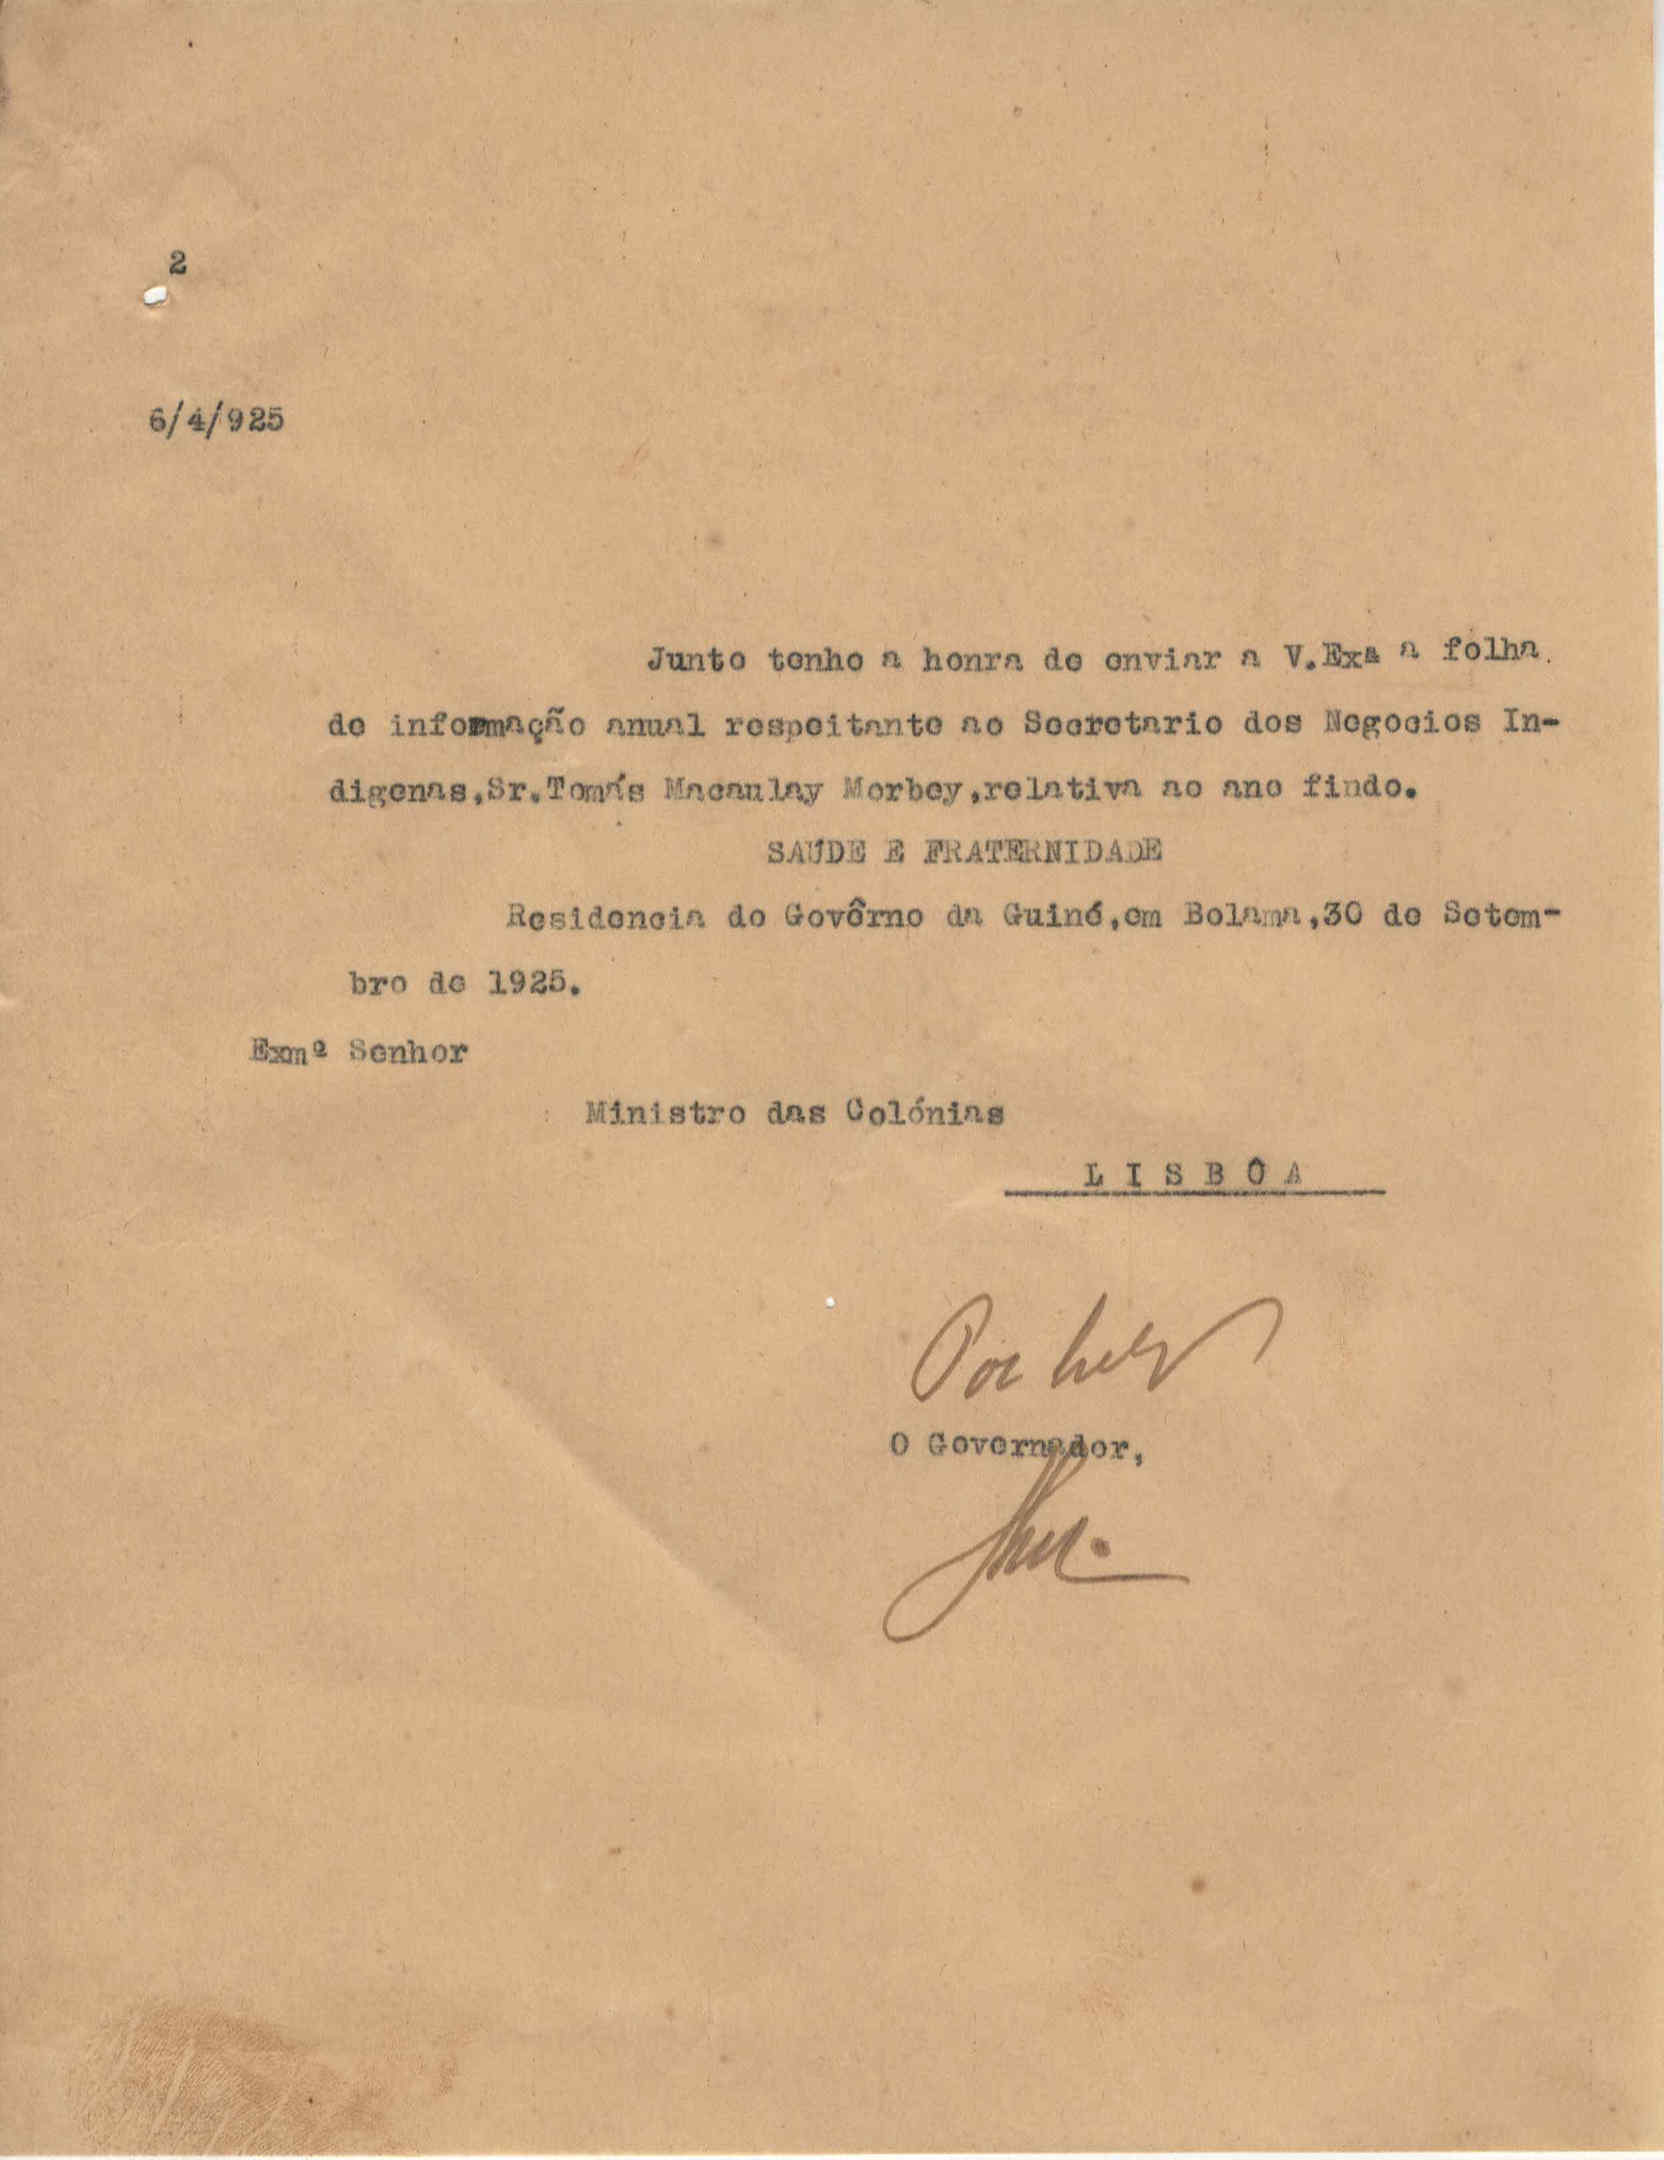 2
6/4/925
Junto tenho a honra de enviar a V.Exª a folha
de informação anual respeitante ao Secretario dos Negocios In-
digenas,Sr.Tomás Macaulay Morbey,relativa ao ano findo.
SAÚDE E FRATERNIDADE
Residencia do Govêrno da Guiné,em Bolama,30 de Setem-
bro de 1925.
Exmº Senhor
Ministro das Colónias
L I S B Ô A
O Governador,